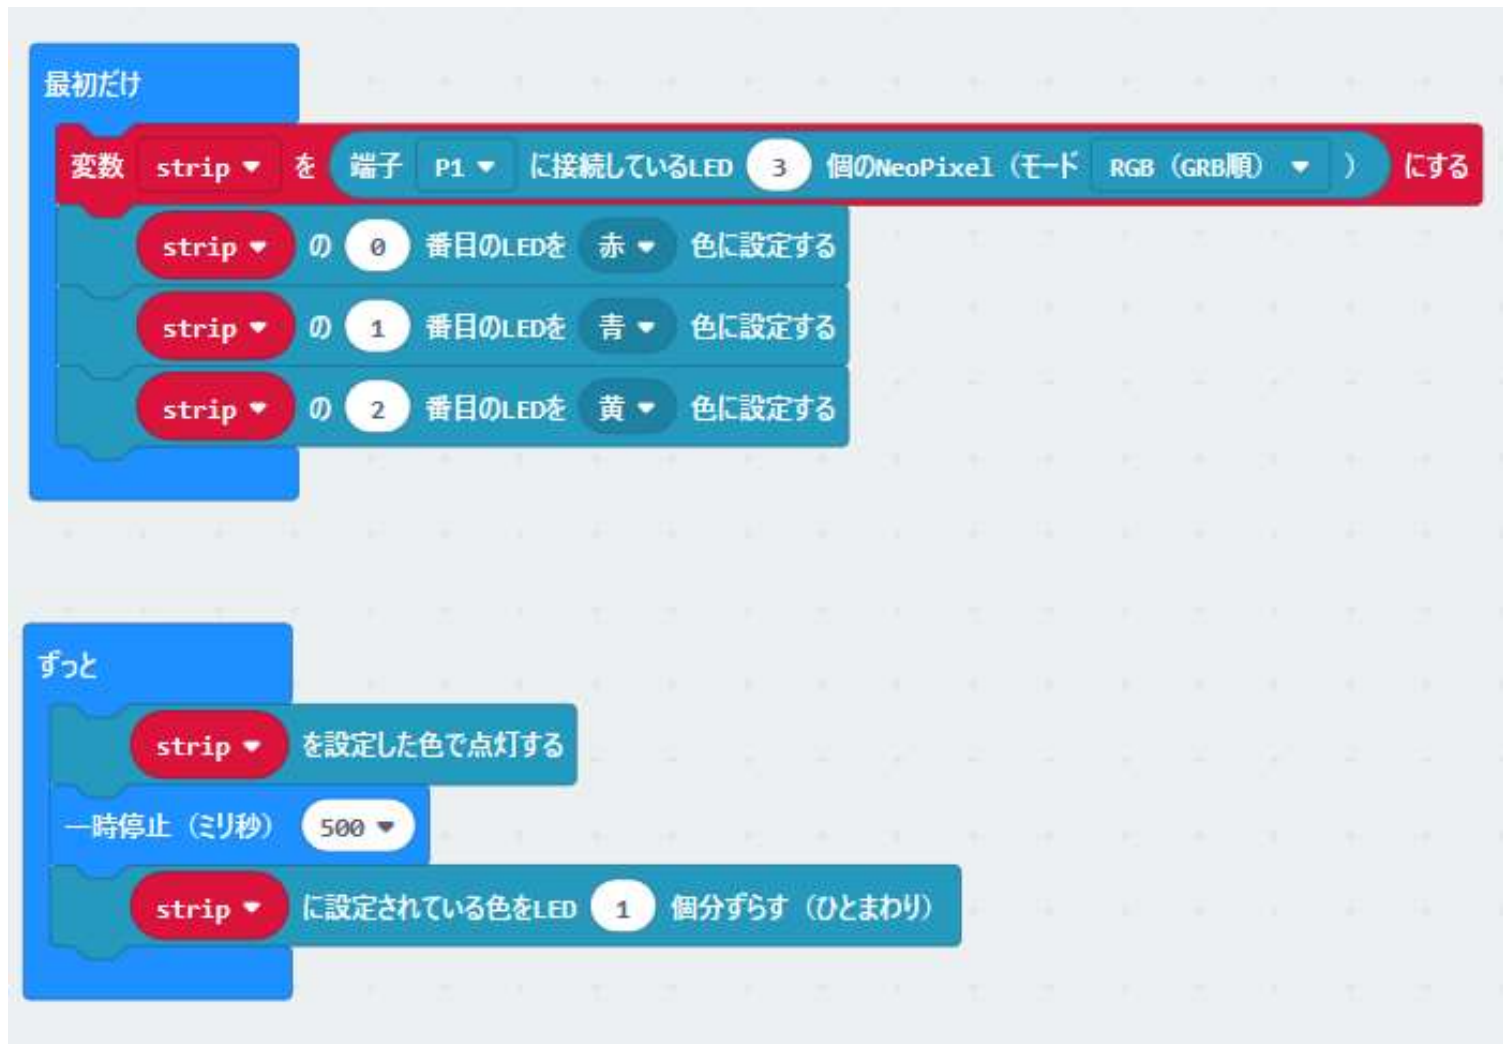 最初だけ
変数 strip を 端子 P1 に接続しているLED 3 個のNeoPixel（モード RGB（GRB順） ） にする
strip の 0 番目のLEDを 赤 色に設定する
strip の 1 番目のLEDを 青 色に設定する
strip の 2 番目のLEDを 黄 色に設定する
ずっと
strip を設定した色で点灯する
一時停止（ミリ秒） 500
strip に設定されている色をLED 1 個分ずらす（ひとまわり）